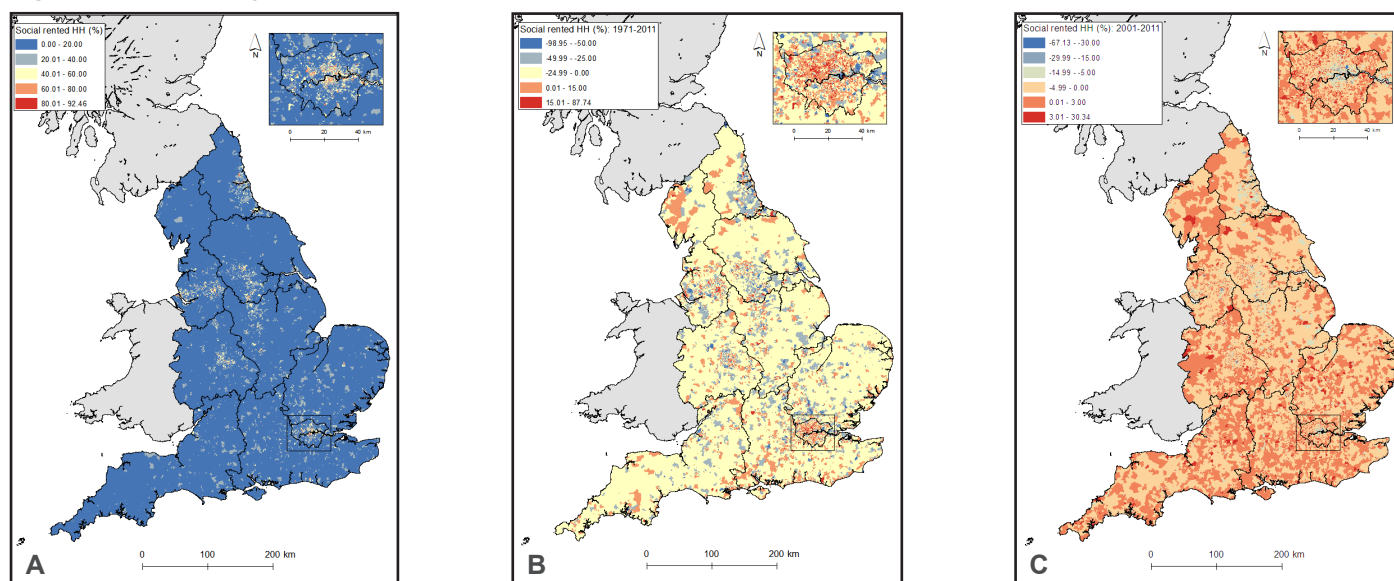 Social rented HH (%)
0.00 - 20.00
20.01 - 40.00
40.01 - 60.00
60.01 - 80.00
80.01 - 92.46
N
0 20 40
km
0 100 200 km
A
Social rented HH (%): 1971-2011
-98.95 - -50.00
-49.99 - -25.00
-24.99 - 0.00
0.01 - 15.00
15.01 - 87.74
N
0 20 40
km
0 100 200 km
B
Social rented HH (%): 2001-2011
-67.13 - -30.00
-29.99 - -15.00
-14.99 - -5.00
-4.99 - 0.00
0.01 - 3.00
3.01 - 30.34
N
0 20 40
km
0 100 200 km
C